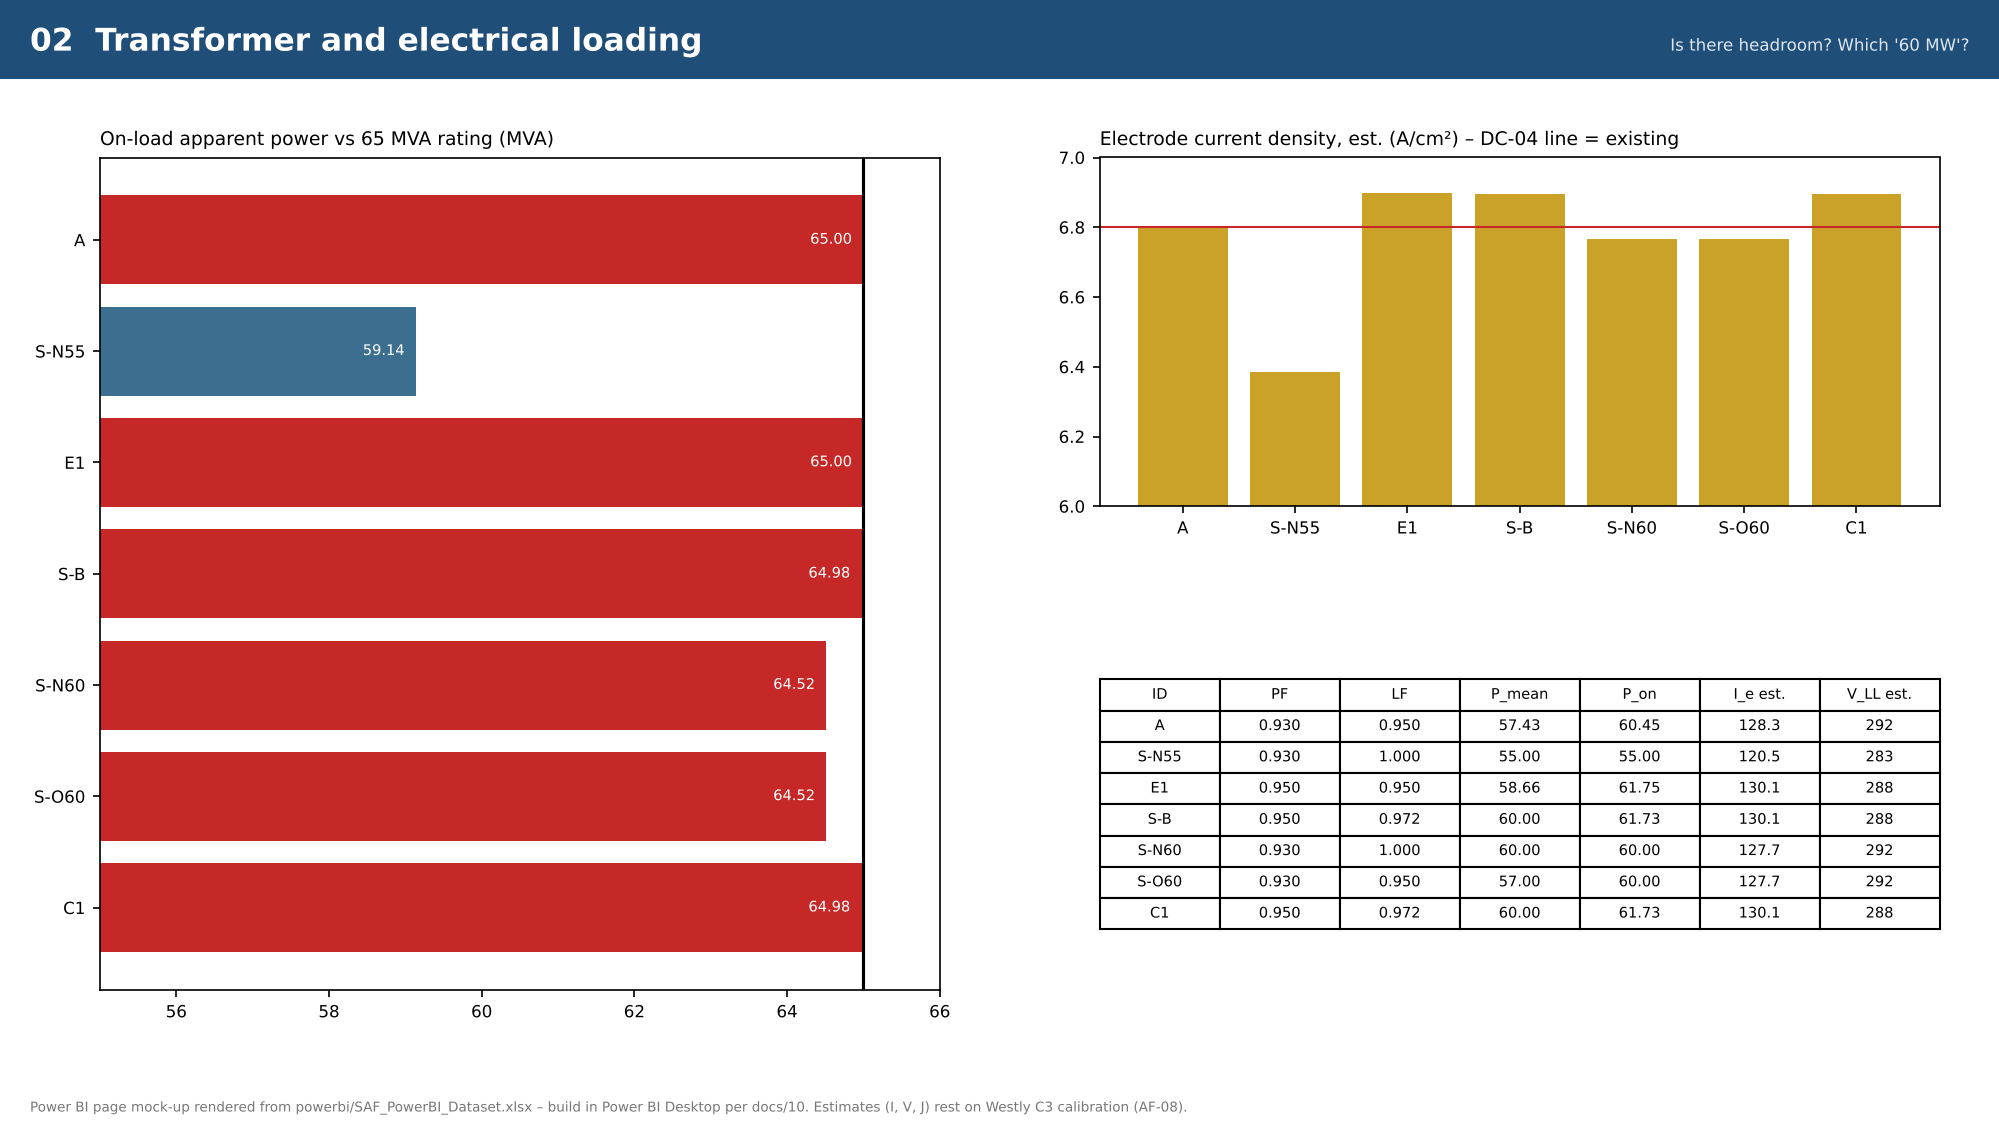 02 Transformer and electrical loading
Is there headroom? Which '60 MW'?
On-load apparent power vs 65 MVA rating (MVA)
A
65.00
S-N55
59.14
E1
65.00
S-B
64.98
S-N60
64.52
S-O60
64.52
C1
64.98
56 58 60 62 64 66
Electrode current density, est. (A/cm²) – DC-04 line = existing
7.0
6.8
6.6
6.4
6.2
6.0
A S-N55 E1 S-B S-N60 S-O60 C1
ID PF LF P_mean P_on I_e est. V_LL est.
A 0.930 0.950 57.43 60.45 128.3 292
S-N55 0.930 1.000 55.00 55.00 120.5 283
E1 0.950 0.950 58.66 61.75 130.1 288
S-B 0.950 0.972 60.00 61.73 130.1 288
S-N60 0.930 1.000 60.00 60.00 127.7 292
S-O60 0.930 0.950 57.00 60.00 127.7 292
C1 0.950 0.972 60.00 61.73 130.1 288
Power BI page mock-up rendered from powerbi/SAF_PowerBI_Dataset.xlsx – build in Power BI Desktop per docs/10. Estimates (I, V, J) rest on Westly C3 calibration (AF-08).